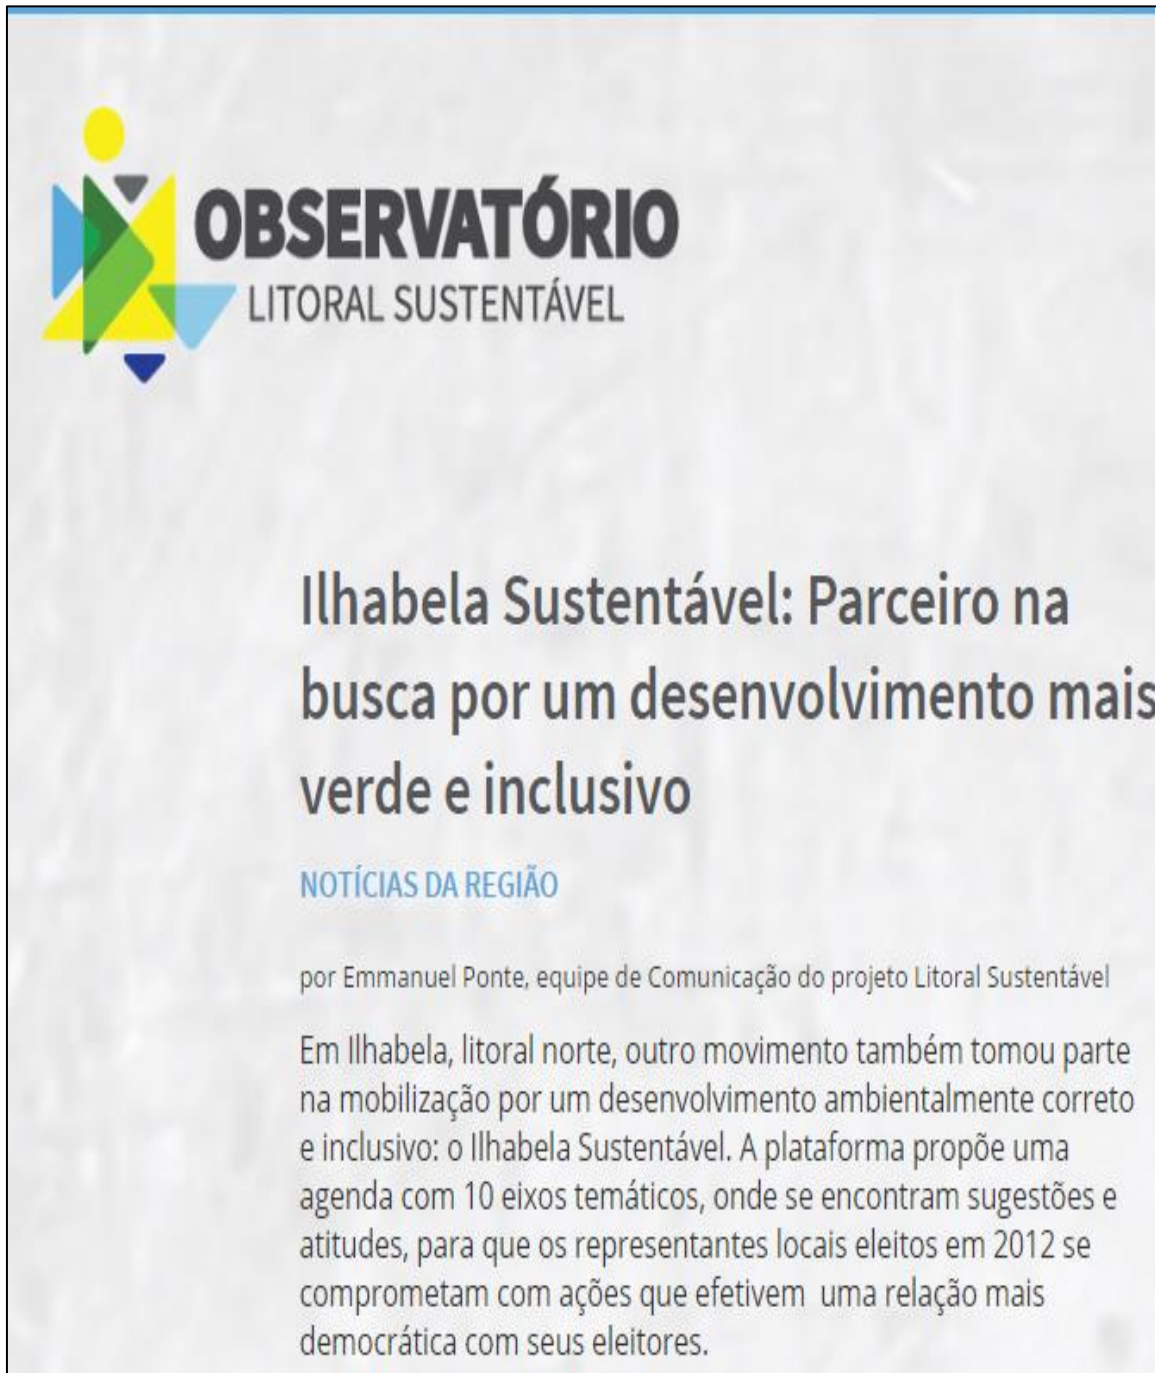 OBSERVATÓRIO
LITORAL SUSTENTÁVEL
Ilhabela Sustentável: Parceiro na
busca por um desenvolvimento mais
verde e inclusivo
NOTÍCIAS DA REGIÃO
por Emmanuel Ponte, equipe de Comunicação do projeto Litoral Sustentável
Em Ilhabela, litoral norte, outro movimento também tomou parte
na mobilização por um desenvolvimento ambientalmente correto
e inclusivo: o Ilhabela Sustentável. A plataforma propõe uma
agenda com 10 eixos temáticos, onde se encontram sugestões e
atitudes, para que os representantes locais eleitos em 2012 se
comprometam com ações que efetivem  uma relação mais
democrática com seus eleitores.